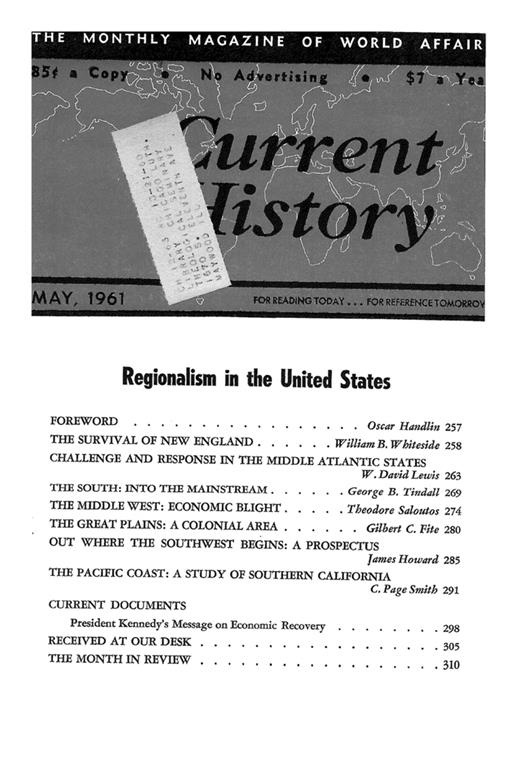 THE MONTHLY MAGAZINE OF WORLD AFFAIR
85¢ a Copy • No Advertising • $7 a Yea
Current
History
MAY, 1961
FOR READING TODAY . . . FOR REFERENCE TOMORROV
Regionalism in the United States
FOREWORD . . . . . . . . . . . . . . . . . Oscar Handlin 257
THE SURVIVAL OF NEW ENGLAND . . . . . . William B. Whiteside 258
CHALLENGE AND RESPONSE IN THE MIDDLE ATLANTIC STATES
W. David Lewis 263
THE SOUTH: INTO THE MAINSTREAM . . . . . . George B. Tindall 269
THE MIDDLE WEST: ECONOMIC BLIGHT . . . . . Theodore Saloutos 274
THE GREAT PLAINS: A COLONIAL AREA . . . . . . Gilbert C. Fite 280
OUT WHERE THE SOUTHWEST BEGINS: A PROSPECTUS
James Howard 285
THE PACIFIC COAST: A STUDY OF SOUTHERN CALIFORNIA
C. Page Smith 291
CURRENT DOCUMENTS
President Kennedy's Message on Economic Recovery . . . . . . . . 298
RECEIVED AT OUR DESK . . . . . . . . . . . . . . . . . . 305
THE MONTH IN REVIEW . . . . . . . . . . . . . . . . . . 310